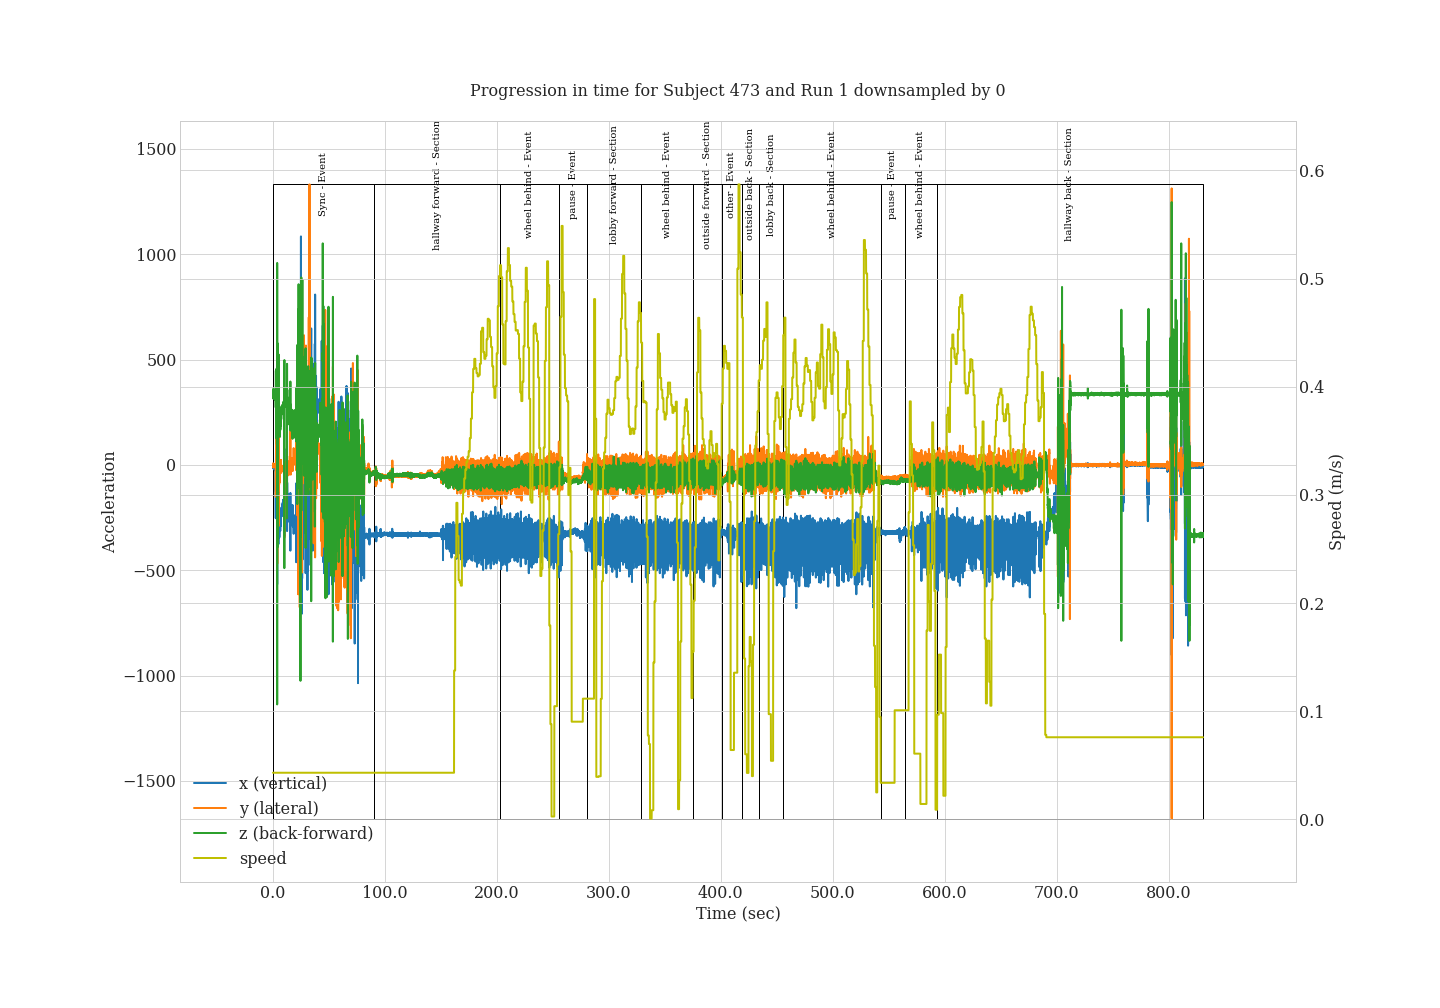 Progression in time for Subject 473 and Run 1 downsampled by 0
Sync - Event
hallway forward - Section
wheel behind - Event
pause - Event
lobby forward - Section
wheel behind - Event
outside forward - Section
other - Event
outside back - Section
lobby back - Section
wheel behind - Event
pause - Event
wheel behind - Event
hallway back - Section
1500
1000
500
0
−500
−1000
−1500
Acceleration
0.6
0.5
0.4
0.3
0.2
0.1
0.0
Speed (m/s)
x (vertical)
y (lateral)
z (back-forward)
speed
0.0 100.0 200.0 300.0 400.0 500.0 600.0 700.0 800.0
Time (sec)